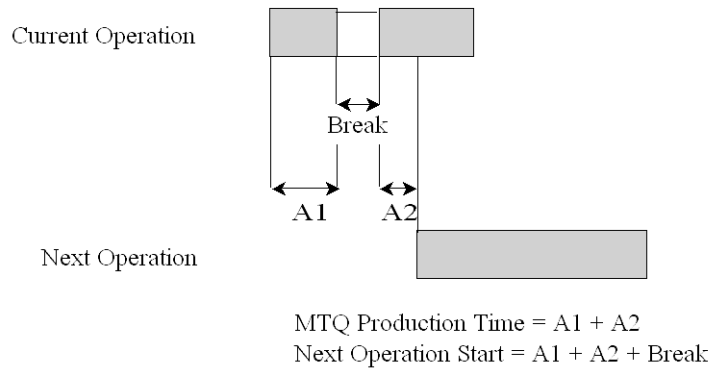 Current Operation
Break
A1
A2
Next Operation
MTQ Production Time = A1 + A2
Next Operation Start = A1 + A2 + Break